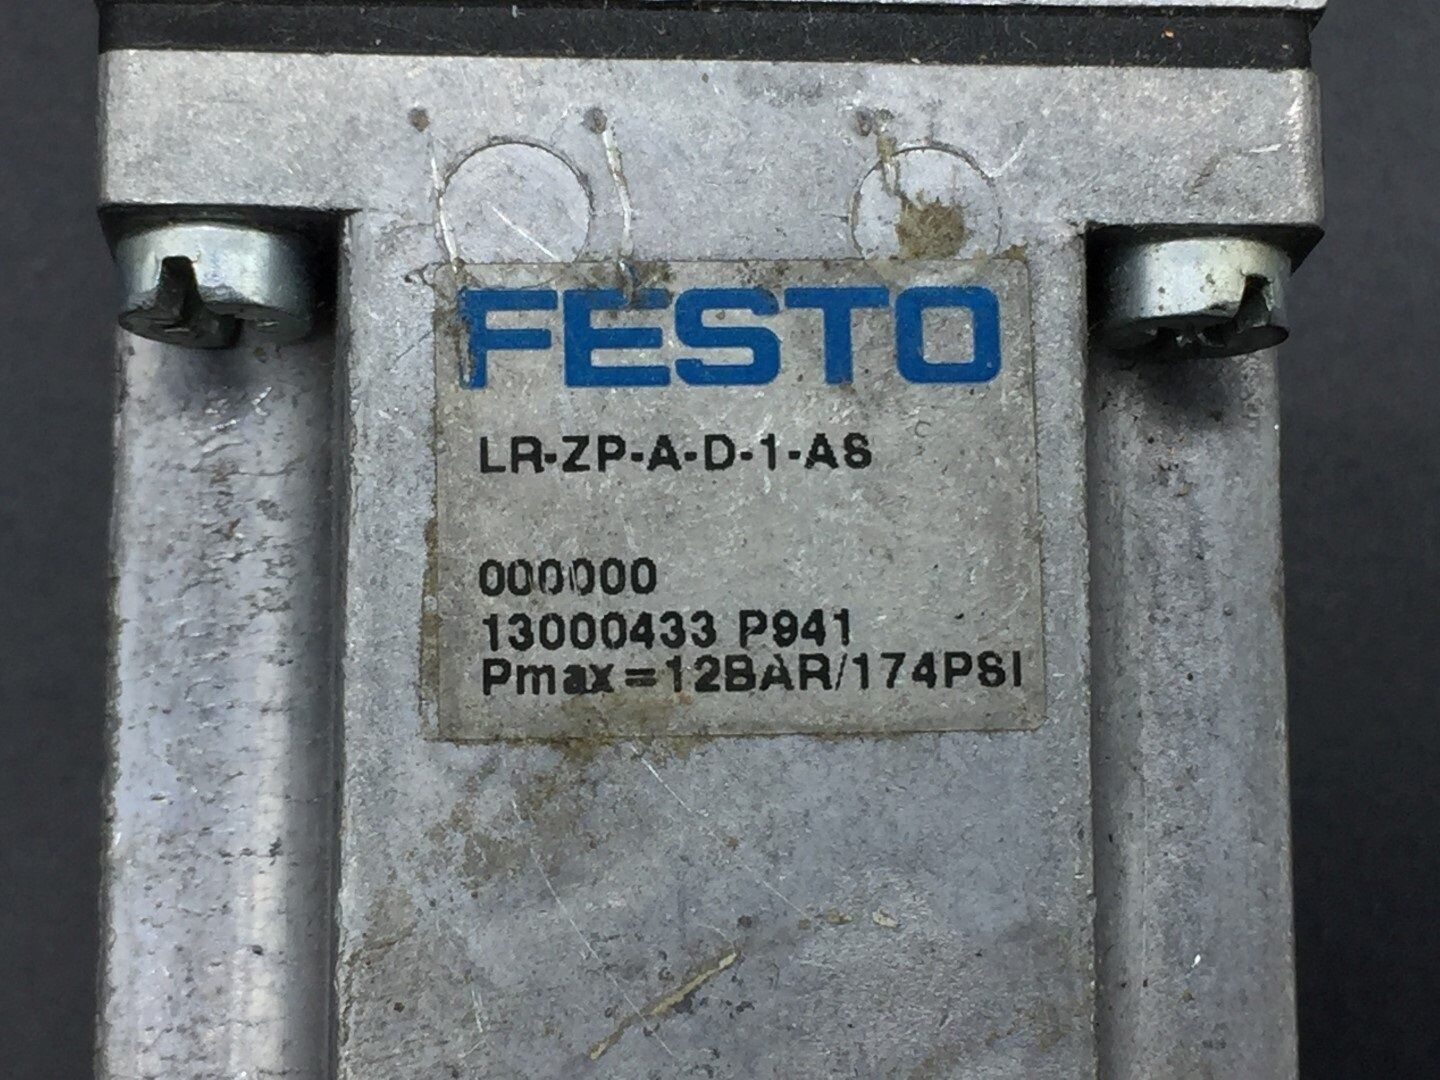 FESTO
LR-ZP-A-D-1-AS
000000
13000433 P941
Pmax=12BAR/174PSI